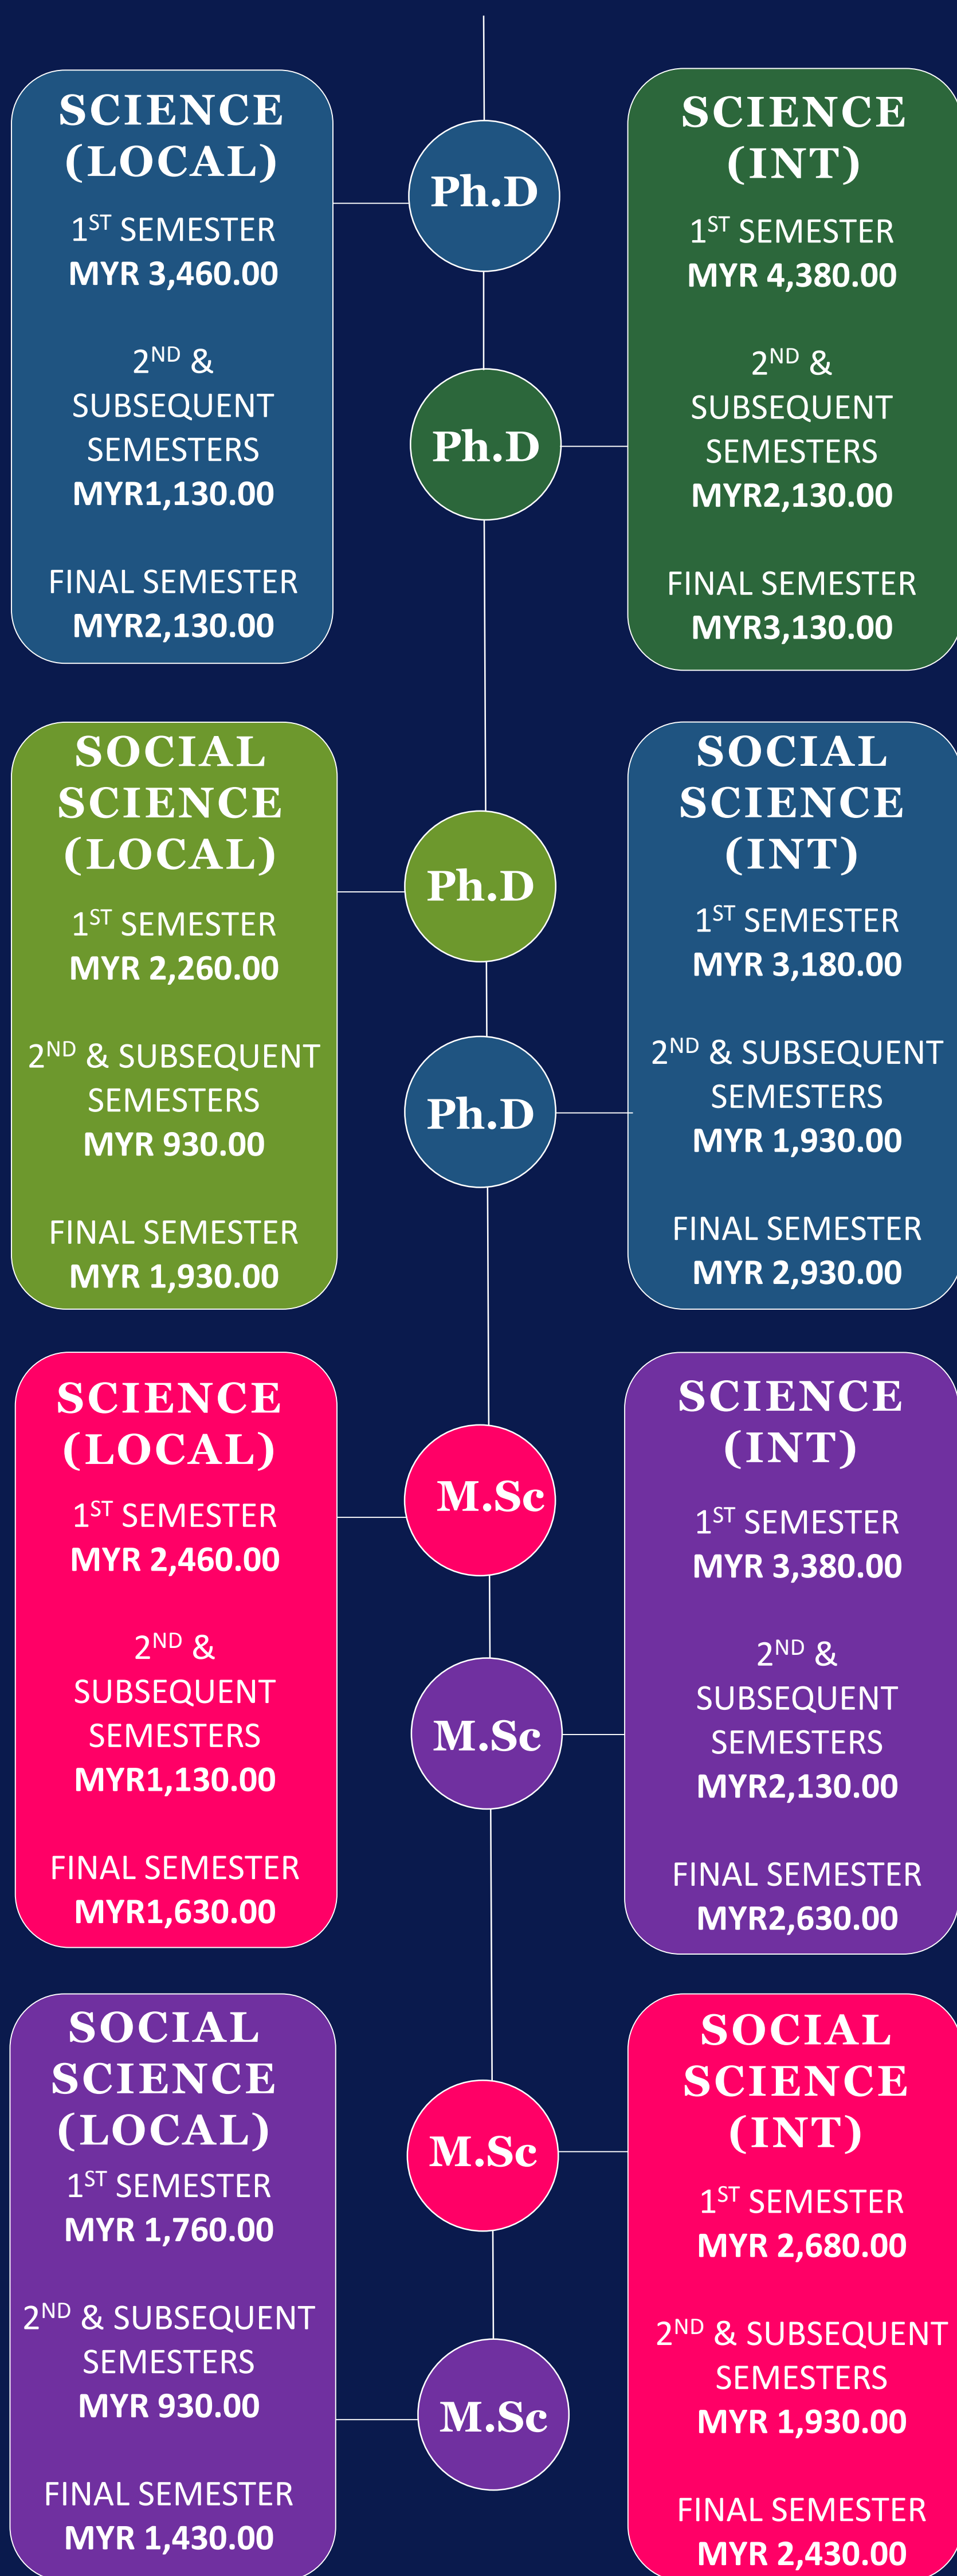 SCIENCE
(LOCAL)
1ST SEMESTER
MYR 3,460.00
2ND &
SUBSEQUENT
SEMESTERS
MYR1,130.00
FINAL SEMESTER
MYR2,130.00
Ph.D
SCIENCE
(INT)
1ST SEMESTER
MYR 4,380.00
2ND &
SUBSEQUENT
SEMESTERS
MYR2,130.00
FINAL SEMESTER
MYR3,130.00
Ph.D
SOCIAL
SCIENCE
(LOCAL)
1ST SEMESTER
MYR 2,260.00
2ND & SUBSEQUENT
SEMESTERS
MYR 930.00
FINAL SEMESTER
MYR 1,930.00
Ph.D
SOCIAL
SCIENCE
(INT)
1ST SEMESTER
MYR 3,180.00
2ND & SUBSEQUENT
SEMESTERS
MYR 1,930.00
FINAL SEMESTER
MYR 2,930.00
Ph.D
SCIENCE
(LOCAL)
1ST SEMESTER
MYR 2,460.00
2ND &
SUBSEQUENT
SEMESTERS
MYR1,130.00
FINAL SEMESTER
MYR1,630.00
M.Sc
SCIENCE
(INT)
1ST SEMESTER
MYR 3,380.00
2ND &
SUBSEQUENT
SEMESTERS
MYR2,130.00
FINAL SEMESTER
MYR2,630.00
M.Sc
SOCIAL
SCIENCE
(LOCAL)
1ST SEMESTER
MYR 1,760.00
2ND & SUBSEQUENT
SEMESTERS
MYR 930.00
FINAL SEMESTER
MYR 1,430.00
M.Sc
SOCIAL
SCIENCE
(INT)
1ST SEMESTER
MYR 2,680.00
2ND & SUBSEQUENT
SEMESTERS
MYR 1,930.00
FINAL SEMESTER
MYR 2,430.00
M.Sc